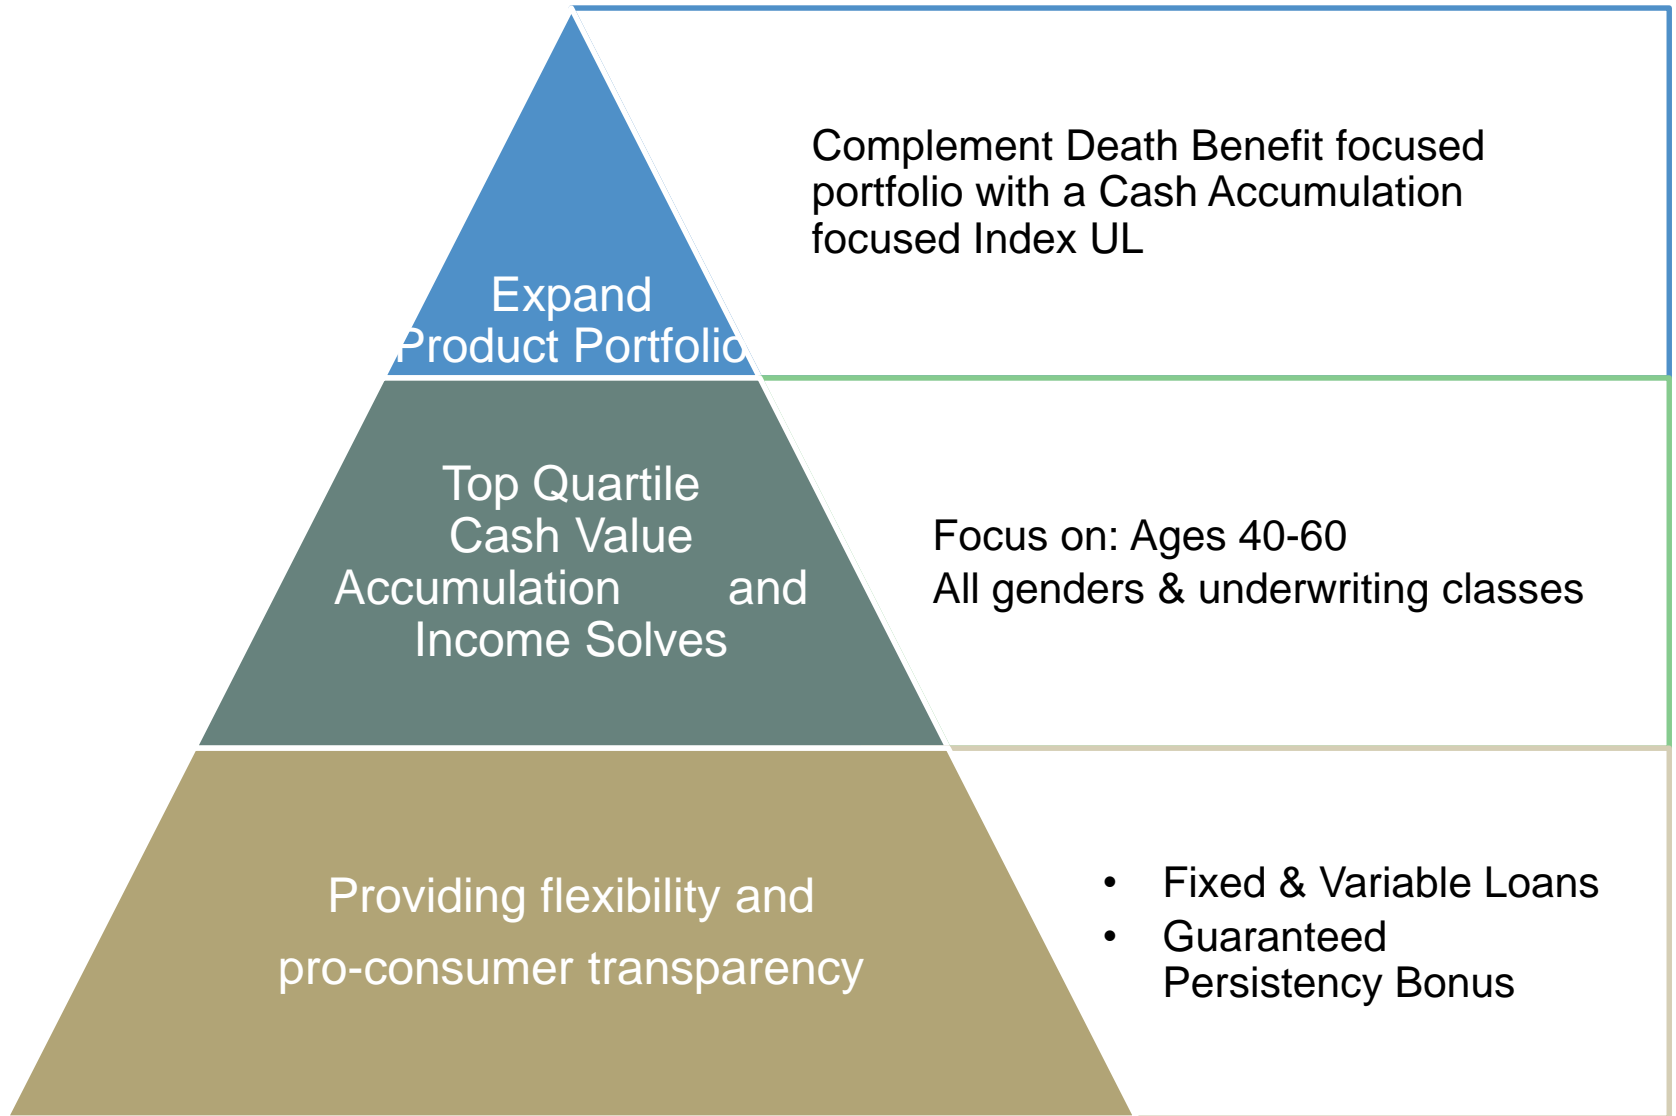 Expand
Product Portfolio
Complement Death Benefit focused
portfolio with a Cash Accumulation
focused Index UL
Top Quartile
Cash Value
Accumulation and
Income Solves
Focus on: Ages 40-60
All genders & underwriting classes
Providing flexibility and
pro-consumer transparency
• Fixed & Variable Loans
• Guaranteed
Persistency Bonus